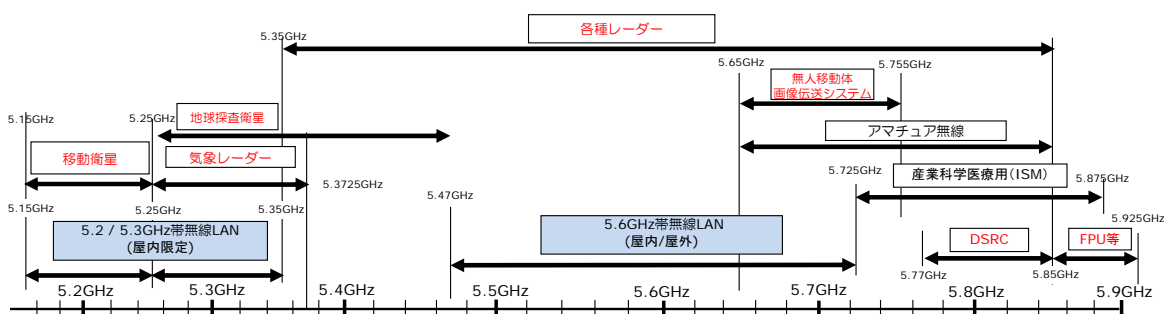 各種レーダー
5.35GHz
5.65GHz
5.755GHz
無人移動体
画像伝送システム
5.15GHz
5.25GHz
地球探査衛星
アマチュア無線
移動衛星
気象レーダー
5.3725GHz
5.47GHz
5.725GHz
産業科学医療用(ISM)
5.875GHz
5.15GHz
5.25GHz
5.35GHz
5.2 / 5.3GHz帯無線LAN
(屋内限定)
5.6GHz帯無線LAN
(屋内/屋外)
5.925GHz
DSRC
FPU等
5.77GHz
5.85GHz
5.2GHz
5.3GHz
5.4GHz
5.5GHz
5.6GHz
5.7GHz
5.8GHz
5.9GHz